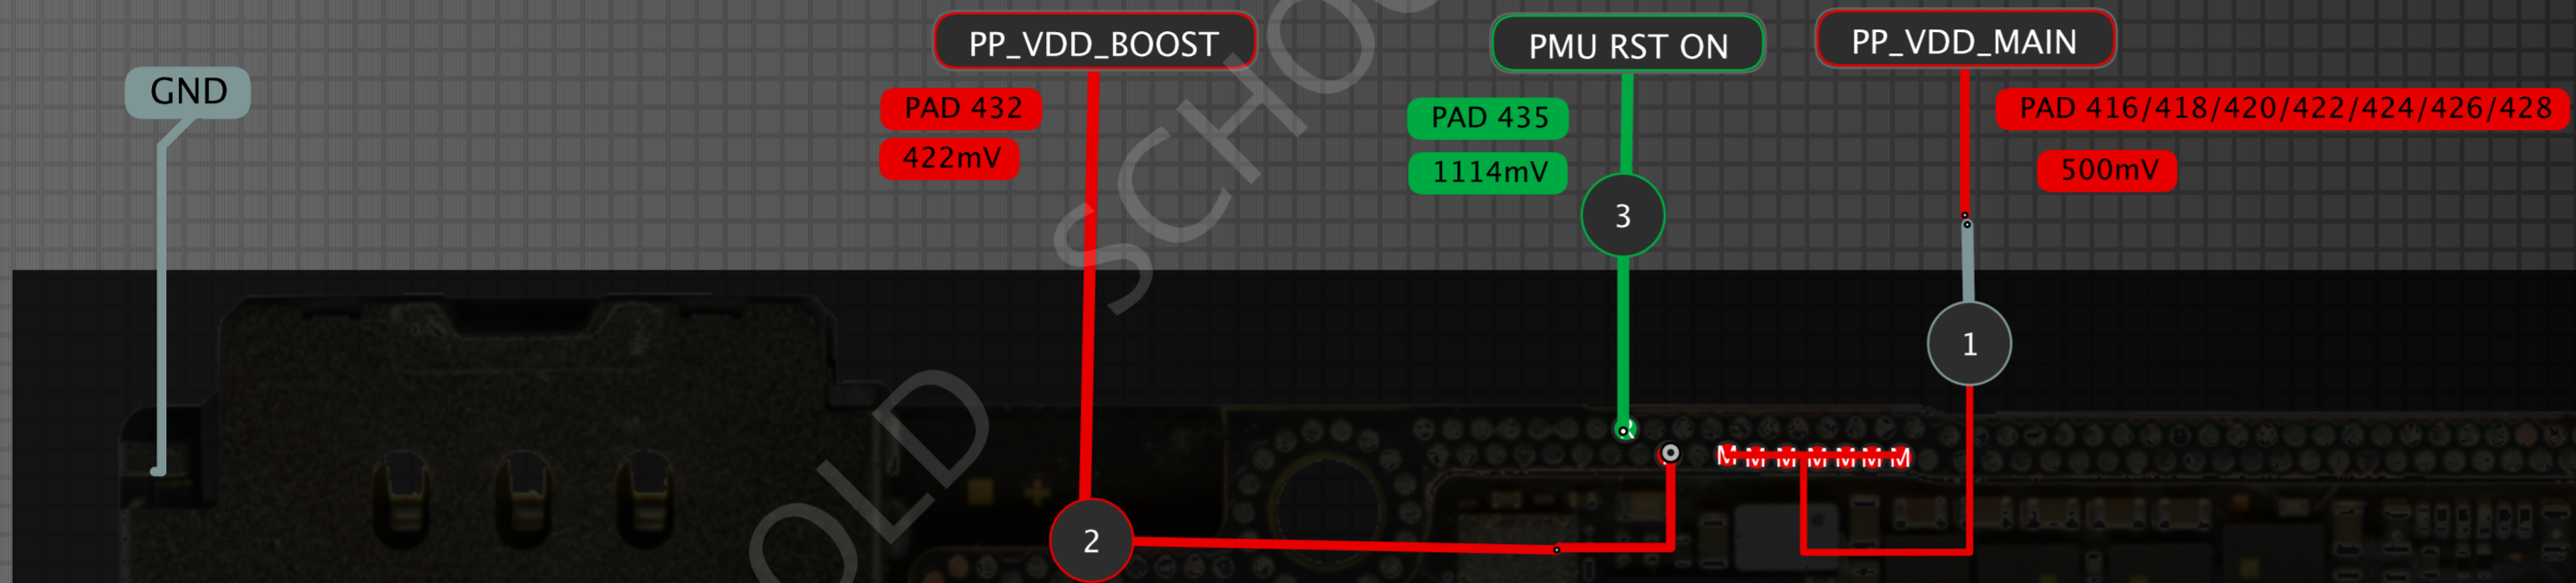 GND
PP_VDD_BOOST
PAD 432
422mV
PMU RST ON
PAD 435
1114mV
3
PP_VDD_MAIN
PAD 416/418/420/422/424/426/428
500mV
1
2
M M M M M M M
OLD SCHOO